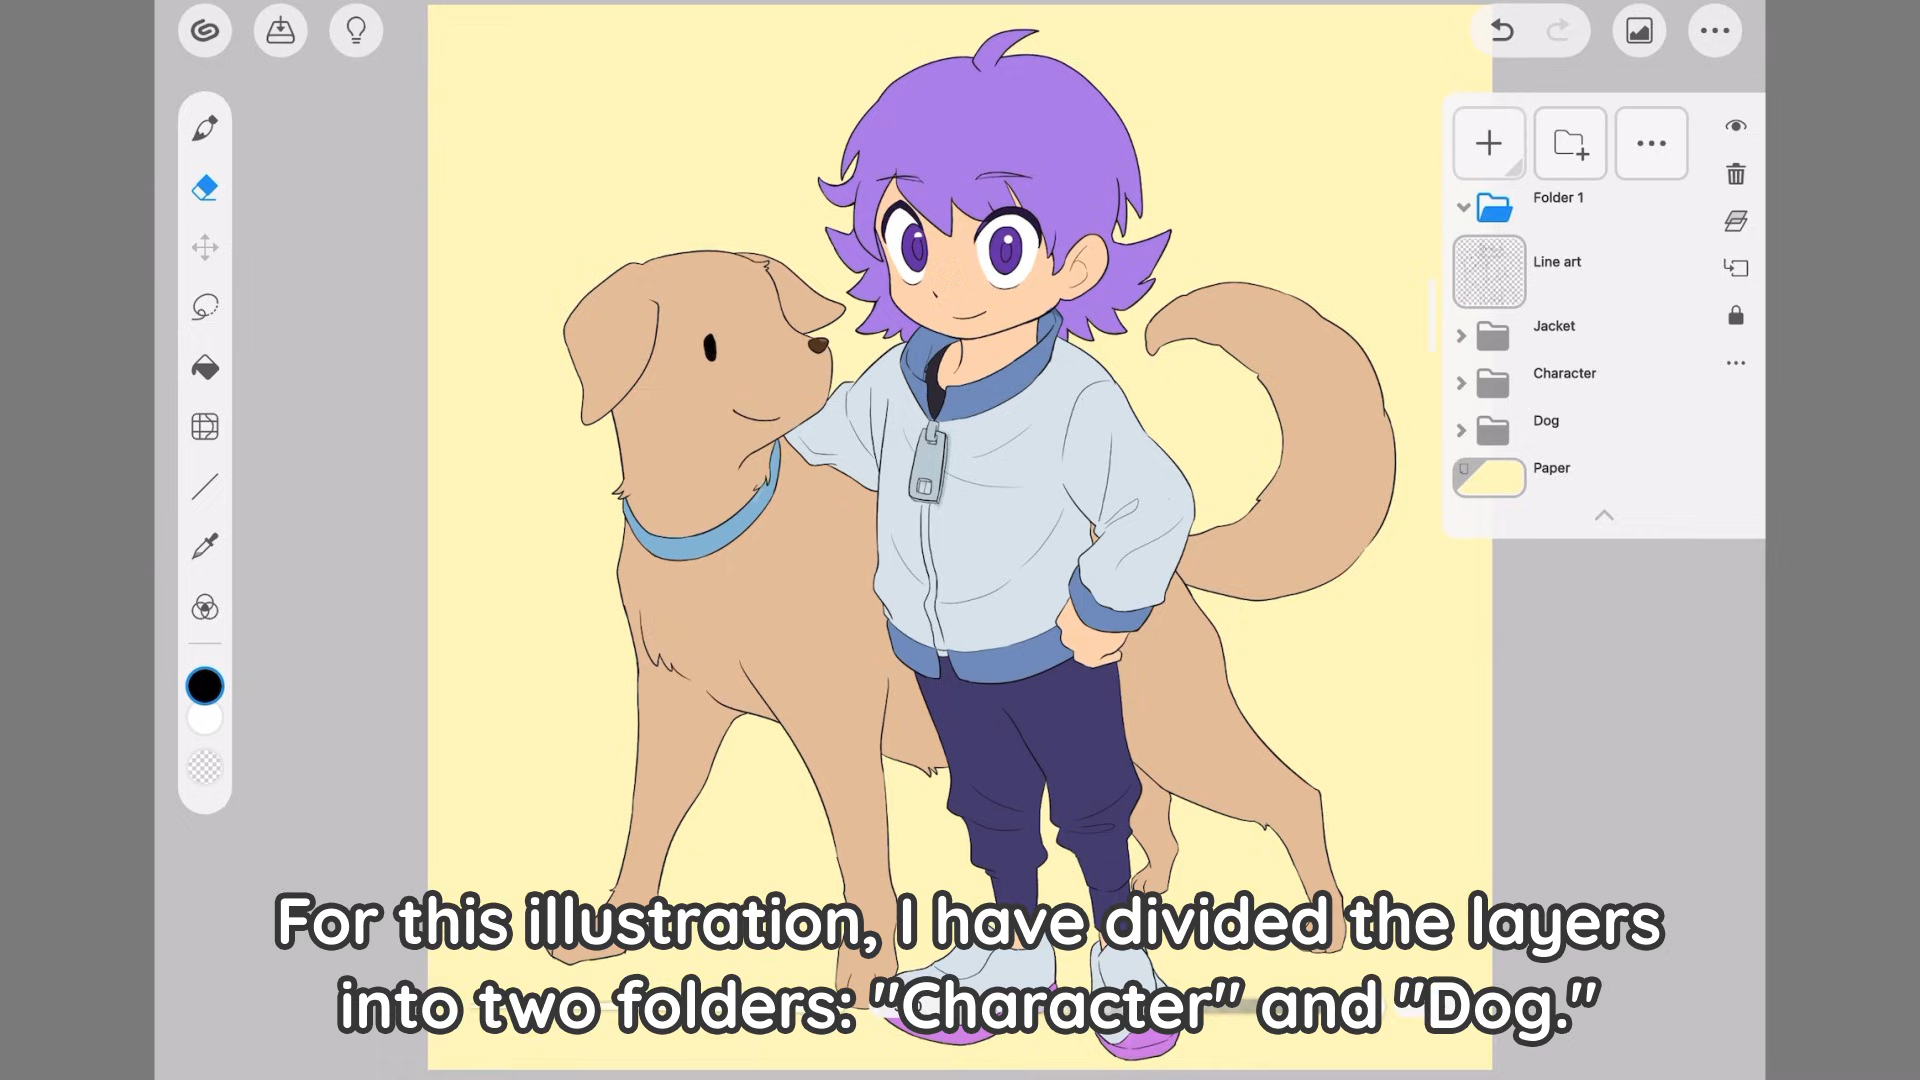 Folder 1
Line art
Jacket
Character
Dog
Paper
For this illustration, I have divided the layers
into two folders: "Character" and "Dog."